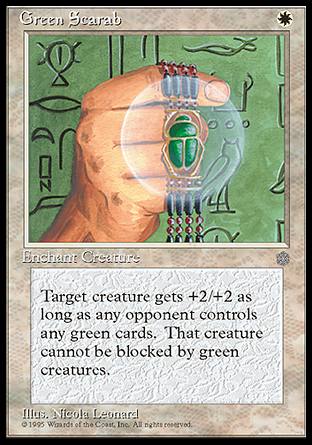 Green Scarab
Enchant Creature
Target creature gets +2/+2 as
long as any opponent controls
any green cards. That creature
cannot be blocked by green
creatures.
Illus. Nicola Leonard
© 1995 Wizards of the Coast, Inc. All rights reserved.